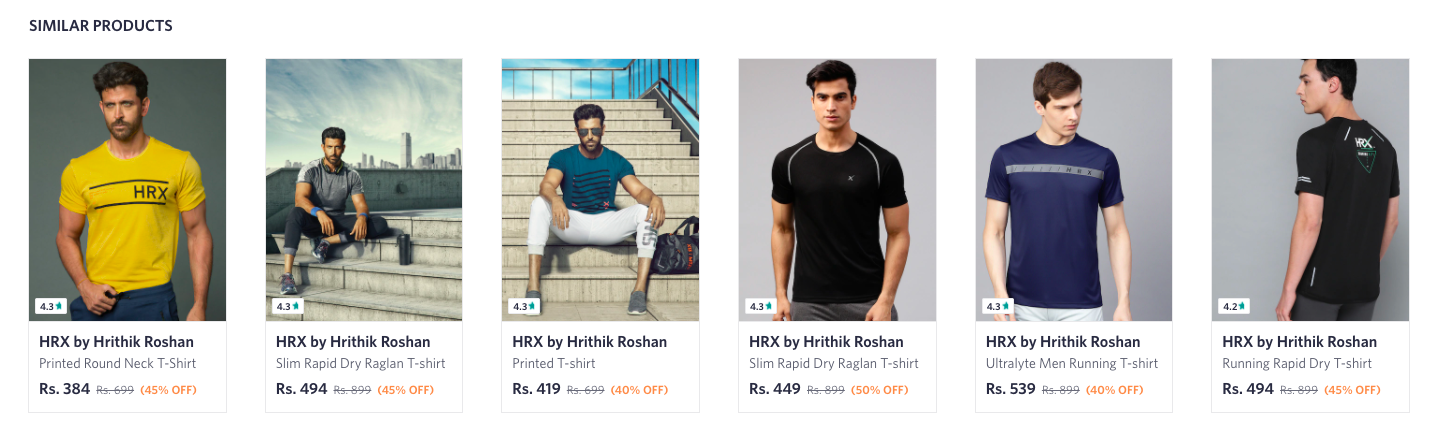 SIMILAR PRODUCTS
HRX
4.3
HRX by Hrithik Roshan
Printed Round Neck T-Shirt
Rs. 384 Rs. 699 (45% OFF)
4.3
HRX by Hrithik Roshan
Slim Rapid Dry Raglan T-shirt
Rs. 494 Rs. 899 (45% OFF)
4.3
HRX by Hrithik Roshan
Printed T-shirt
Rs. 419 Rs. 699 (40% OFF)
4.3
HRX by Hrithik Roshan
Slim Rapid Dry Raglan T-shirt
Rs. 449 Rs. 899 (50% OFF)
HRX
4.3
HRX by Hrithik Roshan
Ultralyte Men Running T-shirt
Rs. 539 Rs. 899 (40% OFF)
HRX
4.2
HRX by Hrithik Roshan
Running Rapid Dry T-shirt
Rs. 494 Rs. 899 (45% OFF)